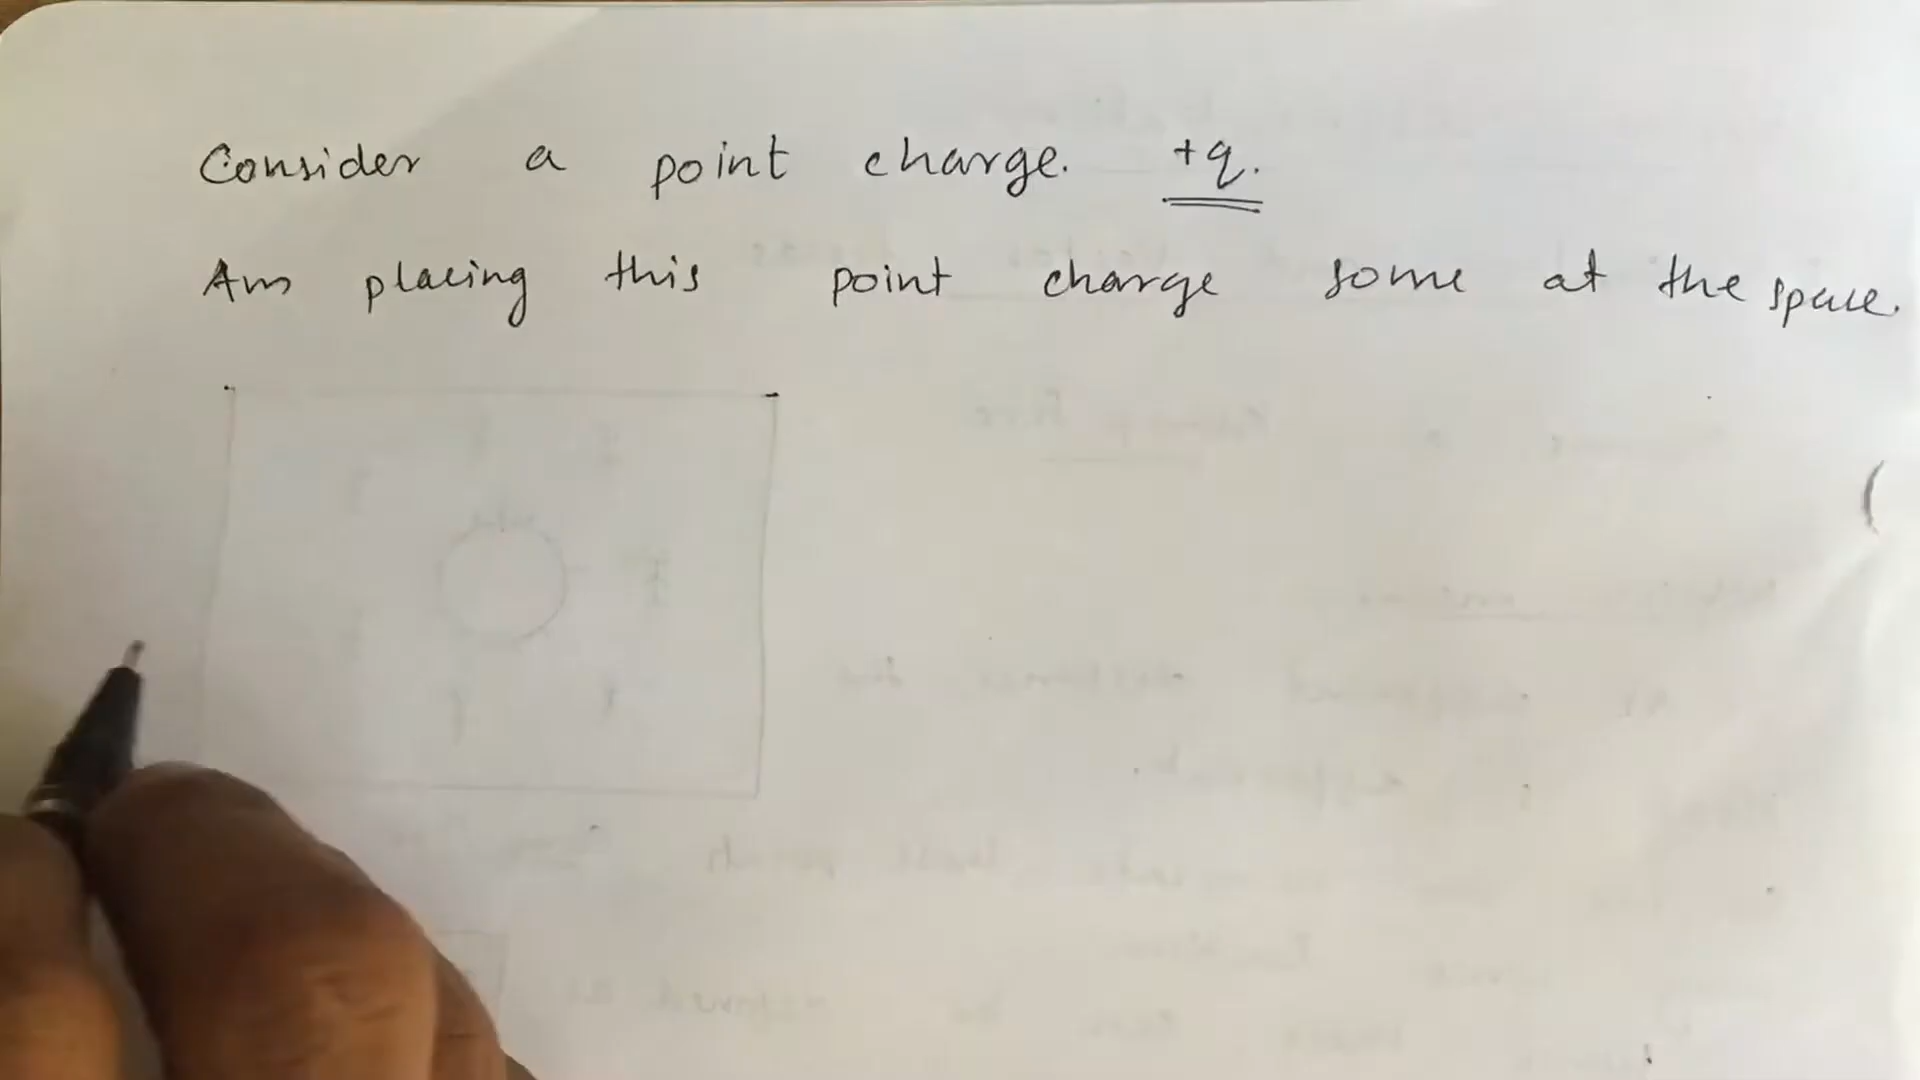 Consider a point charge. +q.
Am placing this point charge some at the space.